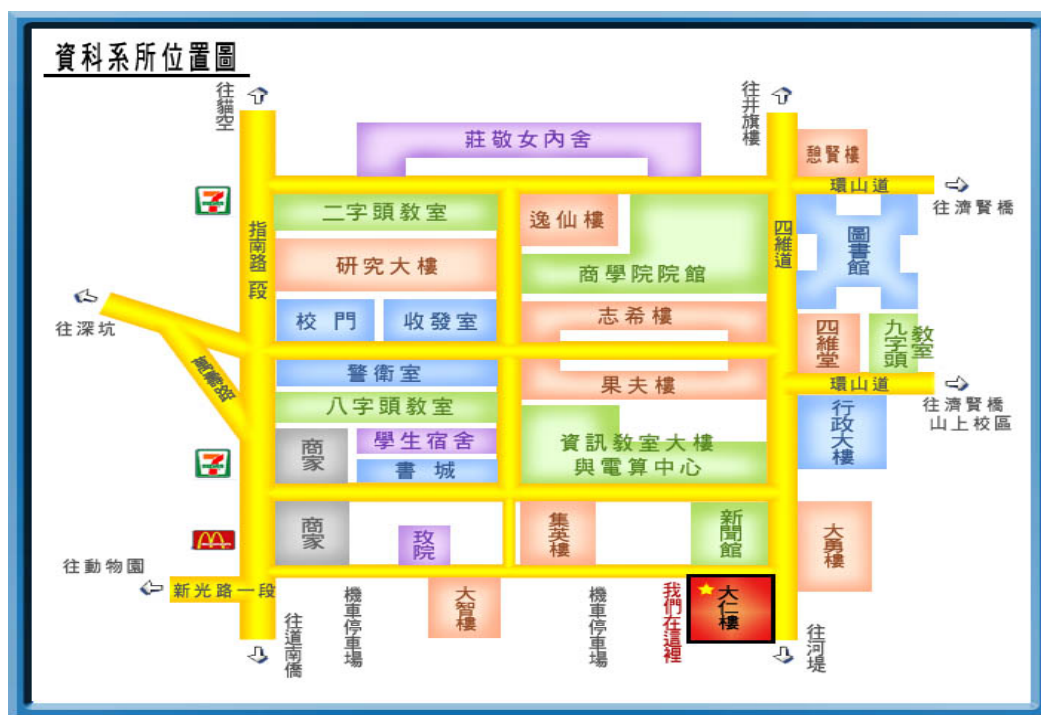 資科系所位置圖
往貓空
往井旗樓
莊敬女內舍
憩賢樓
環山道
往濟賢橋
7
二字頭教室
逸仙樓
指南路二段
四維道
圖書館
研究大樓
商學院院館
往深坑
校門
收發室
志希樓
四維堂
九字頭
教室
萬壽路
警衛室
果夫樓
環山道
往濟賢橋
山上校區
八字頭教室
行政大樓
商家
學生宿舍
書城
資訊教室大樓
與電算中心
7
商家
玫院
集英樓
新聞館
大勇樓
往動物園
新光路一段
往道南僑
機車停車場
大智樓
機車停車場
我們在這裡
大仁樓
往河堤